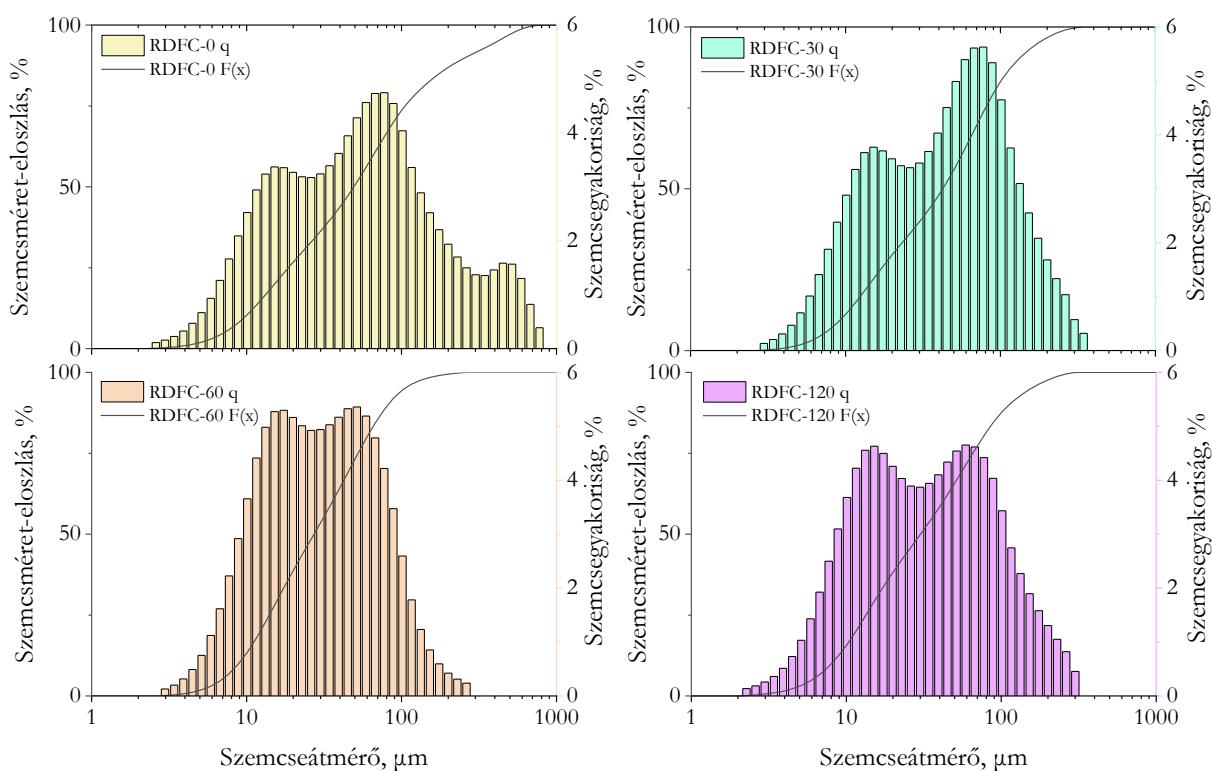 100
50
0
Szemcsméret-eloszlás, %
RDFC-0 q
RDFC-0 F(x)
6
4
2
0
Szemcsegyakoriság, %
100
50
0
Szemcsméret-eloszlás, %
RDFC-30 q
RDFC-30 F(x)
6
4
2
0
Szemcsegyakoriság, %
100
50
0
Szemcsméret-eloszlás, %
RDFC-60 q
RDFC-60 F(x)
6
4
2
0
Szemcsegyakoriság, %
1 10 100 1000
Szemcseátmérő, µm
100
50
0
Szemcsméret-eloszlás, %
RDFC-120 q
RDFC-120 F(x)
6
4
2
0
Szemcsegyakoriság, %
1 10 100 1000
Szemcseátmérő, µm